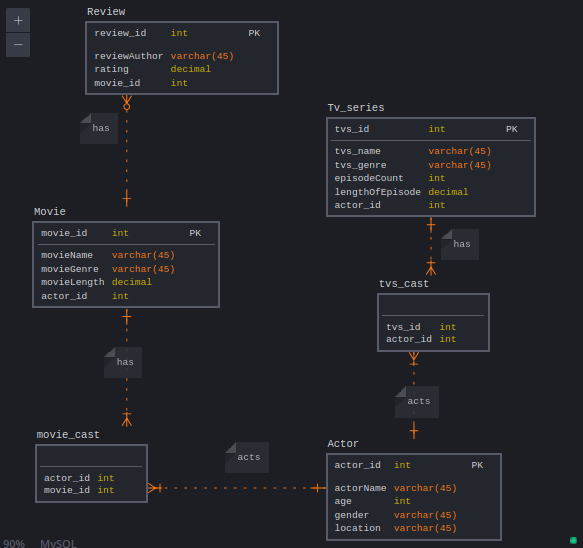 Review
review_id int PK
reviewAuthor varchar(45)
rating decimal
movie_id int
has
Tv_series
tvs_id int PK
tvs_name varchar(45)
tvs_genre varchar(45)
episodeCount int
lengthOfEpisode decimal
actor_id int
has
Movie
movie_id int PK
movieName varchar(45)
movieGenre varchar(45)
movieLength decimal
actor_id int
has
tvs_cast
tvs_id int
actor_id int
acts
movie_cast
actor_id int
movie_id int
acts
Actor
actor_id int PK
actorName varchar(45)
age int
gender varchar(45)
location varchar(45)
90% MySQL